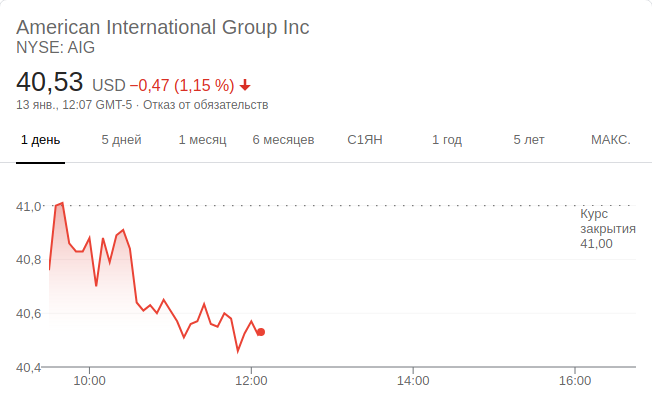 American International Group Inc
NYSE: AIG
40,53 USD −0,47 (1,15 %) 🡇
13 янв., 12:07 GMT-5 · Отказ от обязательств
1 день 5 дней 1 месяц 6 месяцев С1ЯН 1 год 5 лет МАКС.
41,0
Курс
закрытия
41,00
40,8
40,6
40,4
10:00 12:00 14:00 16:00